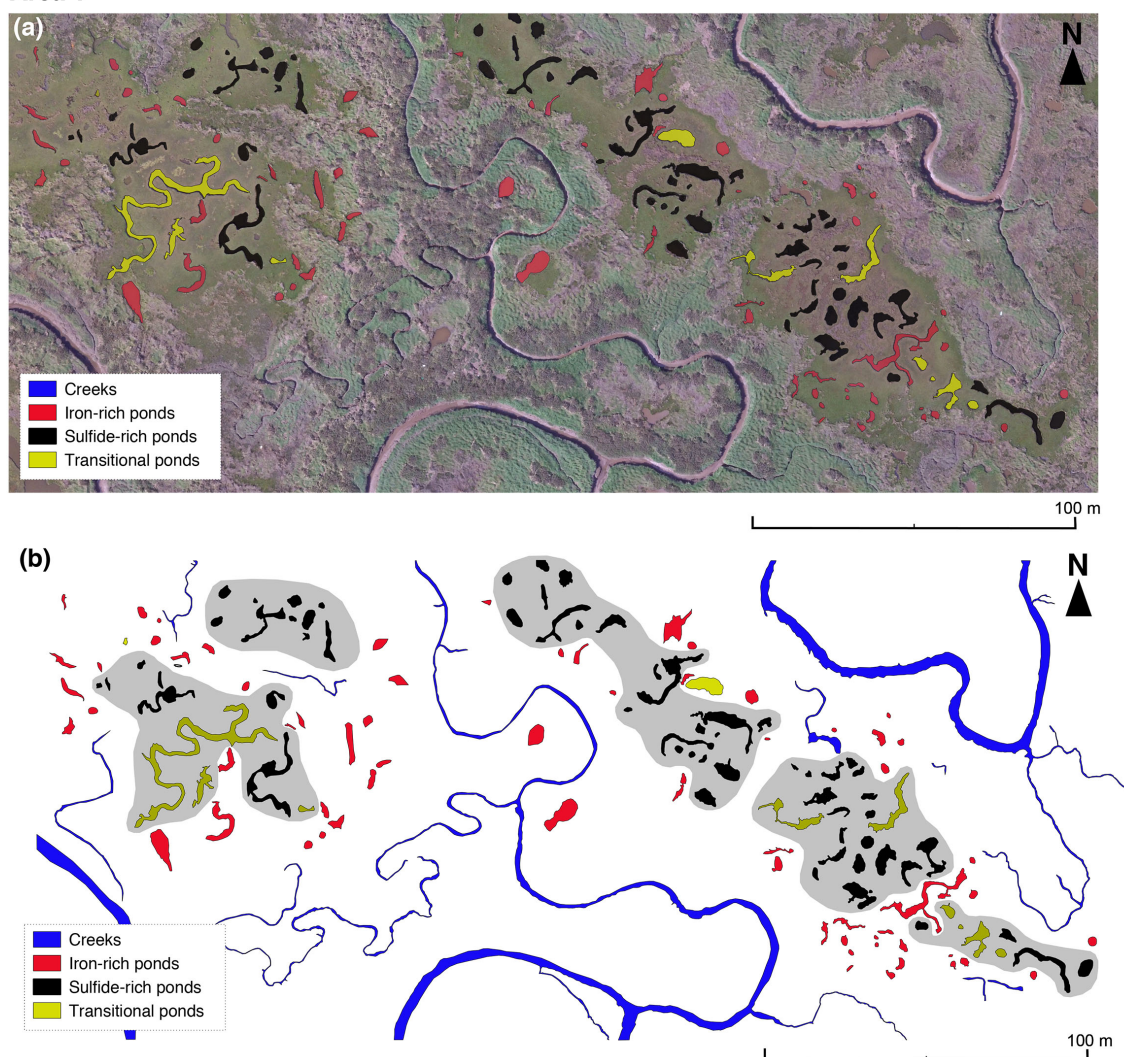 (a)
N
Creeks
Iron-rich ponds
Sulfide-rich ponds
Transitional ponds
100 m
(b)
N
Creeks
Iron-rich ponds
Sulfide-rich ponds
Transitional ponds
100 m